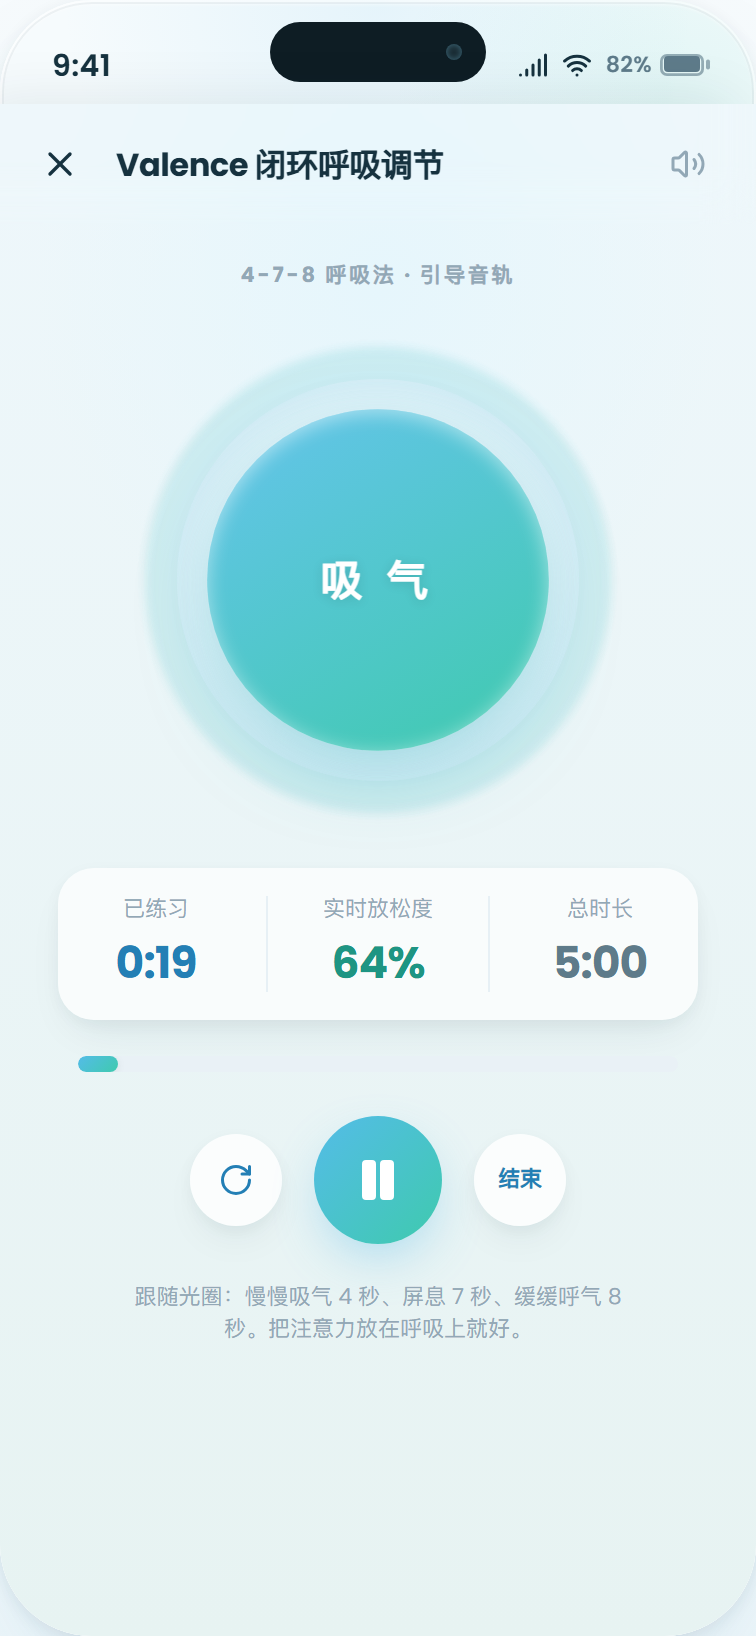 9:41
82%
Valence 闭环呼吸调节
4-7-8 呼吸法 · 引导音轨
吸 气
已练习
实时放松度
总时长
0:19
64%
5:00
结束
跟随光圈：慢慢吸气 4 秒、屏息 7 秒、缓缓呼气 8
秒。把注意力放在呼吸上就好。